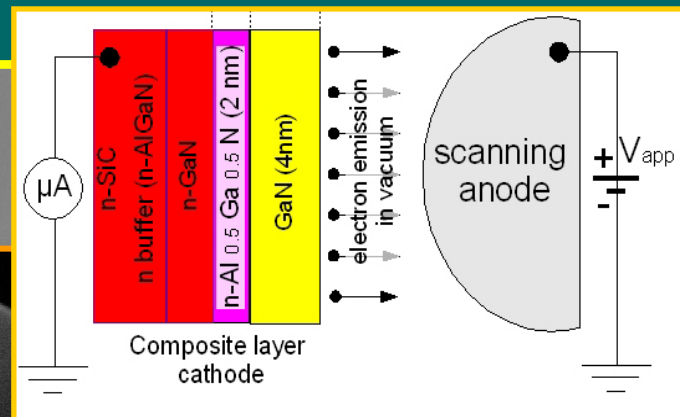 μA
n-SiC
n buffer (n-AlGaN)
n-GaN
n-Al 0.5 Ga 0.5 N (2 nm)
GaN (4nm)
electron emission
in vacuum
scanning
anode
+
Vapp
-
Composite layer
cathode